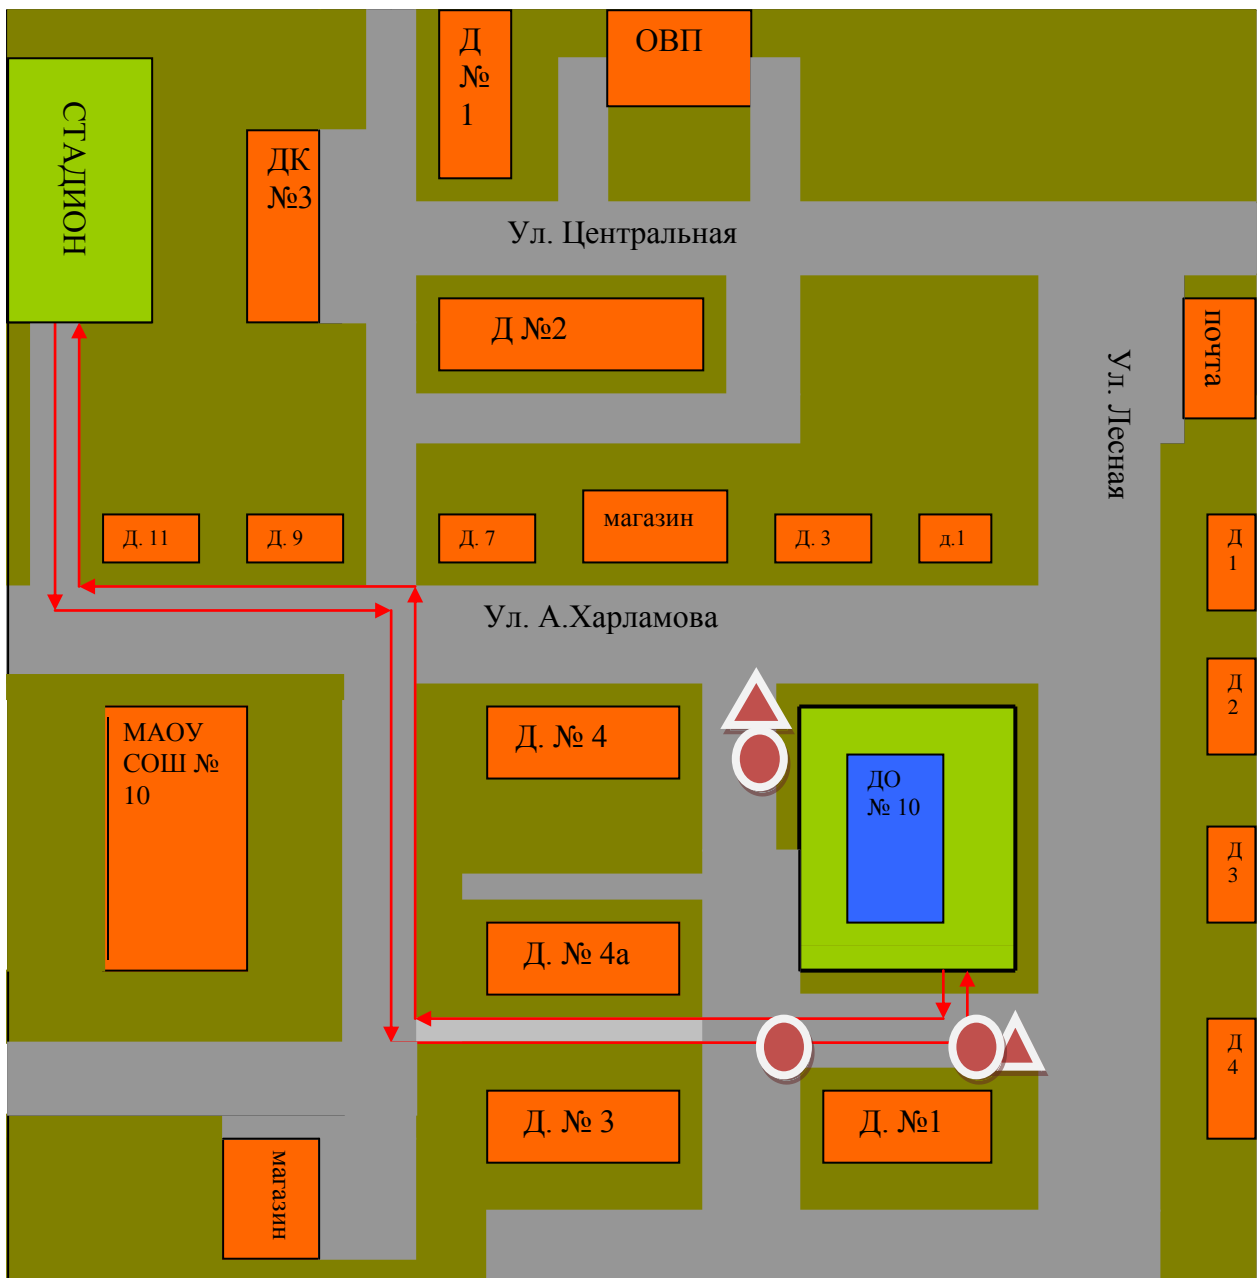 Д
№
1
ОВП
СТАДИОН
ДК
№3
Ул. Центральная
Д №2
почта
Ул. Лесная
Д. 11
Д. 9
Д. 7
магазин
Д. 3
д.1
Д
1
Ул. А.Харламова
Д
2
МАОУ
СОШ №
10
Д. № 4
ДО
№ 10
Д
3
Д. № 4а
Д
4
Д. № 3
Д. №1
магазин